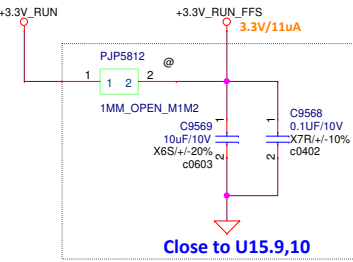 +3.3V_RUN
+3.3V_RUN_FFS
3.3V/11uA
PJP5812
@
1
1 2
2
1MM_OPEN_M1M2
C9569
10uF/10V
X6S/+/-20%
c0603
1
2
C9568
0.1UF/10V
X7R/+/-10%
c0402
1
2
Close to U15.9,10